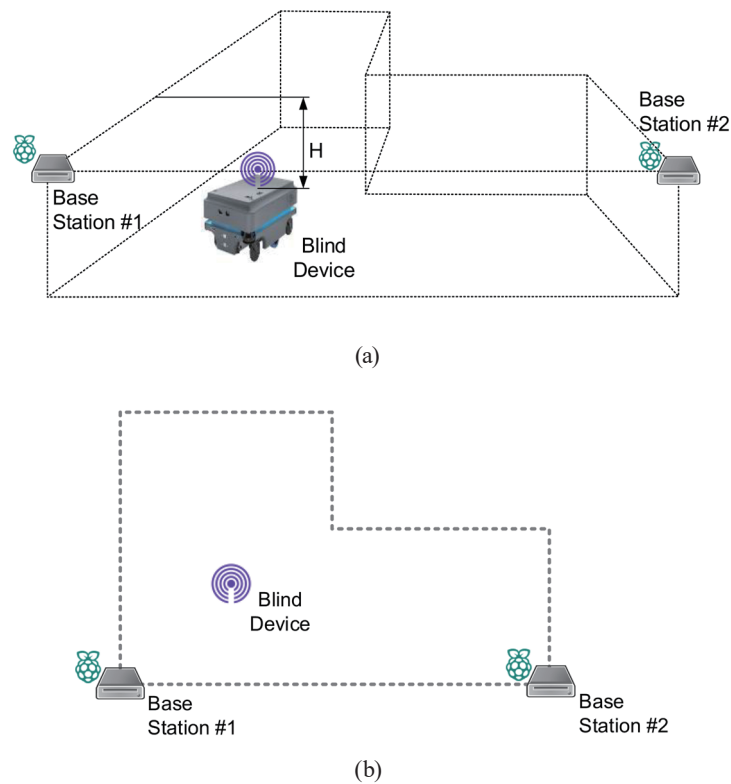 Base
Station #2
H
Base
Station #1
Blind
Device
(a)
Blind
Device
Base
Station #1
Base
Station #2
(b)